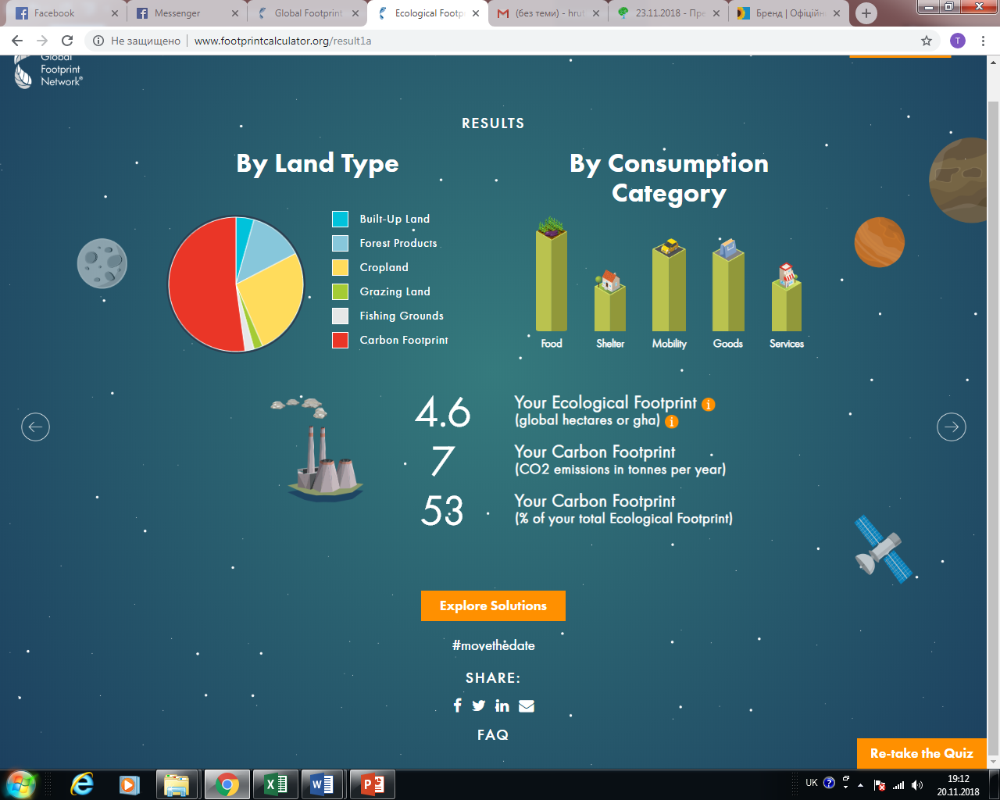 Facebook
Messenger
Global Footprint
Ecological Footp
(без теми) - hrut
23.11.2018 - Пре
Бренд | Офіційн
Не защищено
www.footprintcalculator.org/result1a
T
Global
Footprint
Network®
RESULTS
By Land Type
Built-Up Land
Forest Products
Cropland
Grazing Land
Fishing Grounds
Carbon Footprint
By Consumption
Category
Food Shelter Mobility Goods Services
4.6
Your Ecological Footprint i
(global hectares or gha) i
7
Your Carbon Footprint
(CO2 emissions in tonnes per year)
53
Your Carbon Footprint
(% of your total Ecological Footprint)
Explore Solutions
#movethedate
SHARE:
FAQ
Re-take the Quiz
UK
19:12
20.11.2018